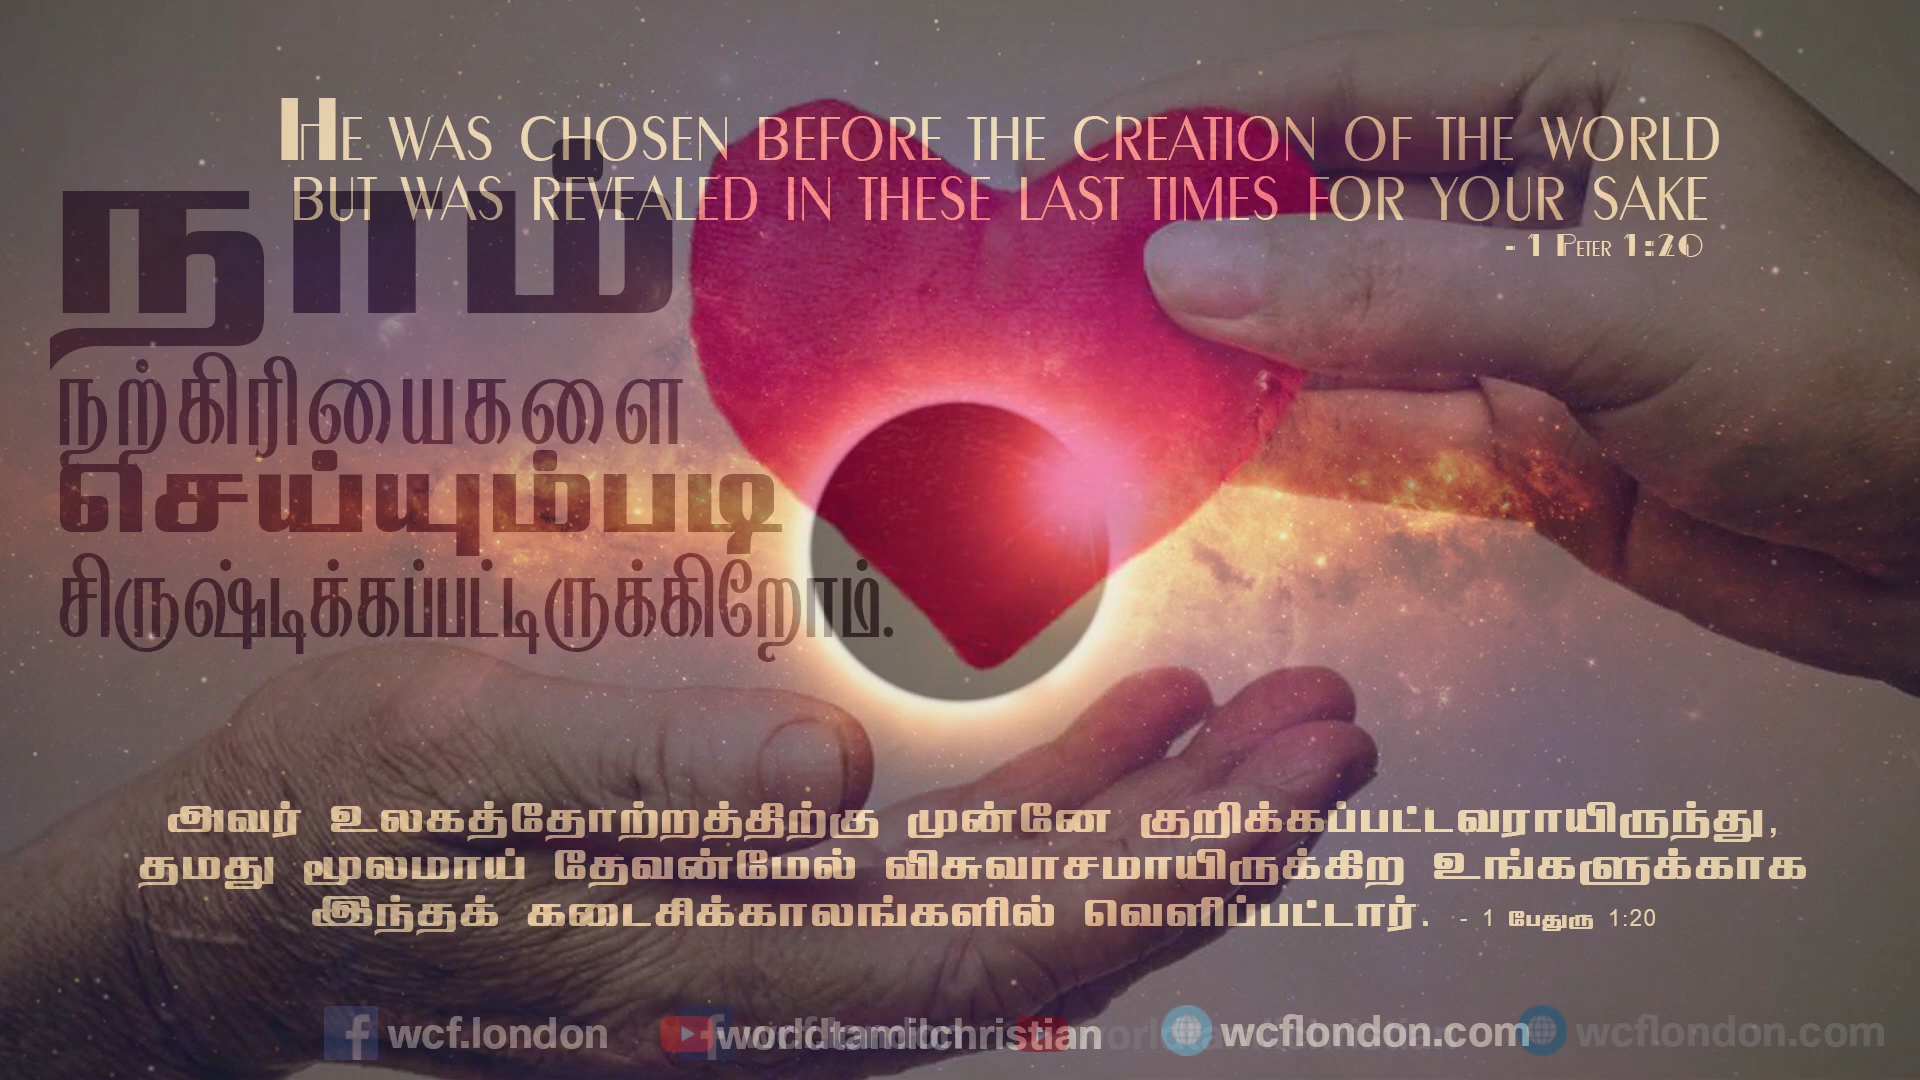 HE WAS CHOSEN BEFORE THE CREATION OF THE WORLD
BUT WAS REVEALED IN THESE LAST TIMES FOR YOUR SAKE
- 1 PETER 1:20
நாம்
நற்கிரியைகளை
செய்யும்படி
சிருஷ்டிக்கப்பட்டிருக்கிறோம்.
அவர் உலகத்தோற்றத்திற்கு முன்னே குறிக்கப்பட்டவராயிருந்து,
தமது மூலமாய் தேவன்மேல் விசுவாசமாயிருக்கிற உங்களுக்காக
இந்தக் கடைசிக்காலங்களில் வெளிப்பட்டார். - 1 பேதுரு 1:20
wcf.london worldtamilchristian wcflondon.com wcflondon.com